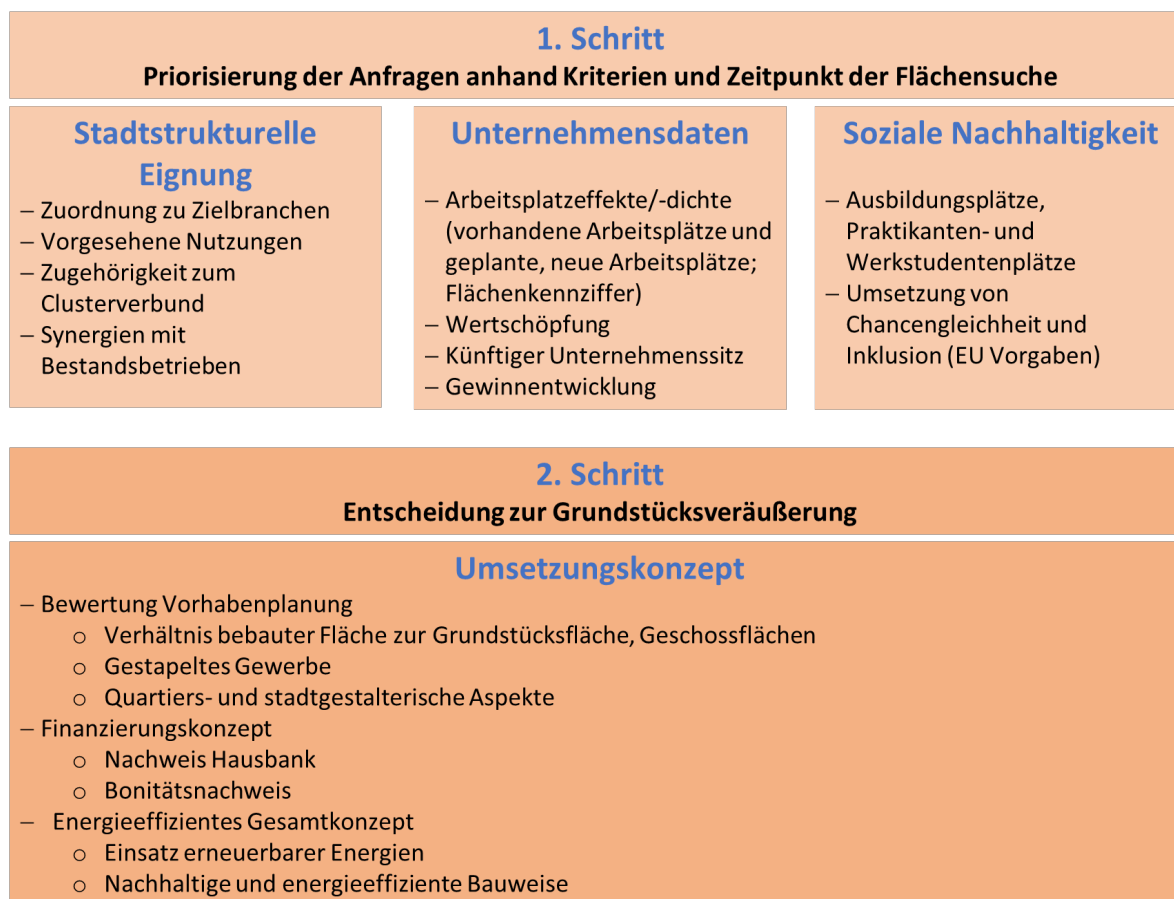 1. Schritt
Priorisierung der Anfragen anhand Kriterien und Zeitpunkt der Flächensuche
Stadtstrukturelle
Eignung
– Zuordnung zu Zielbranchen
– Vorgesehene Nutzungen
– Zugehörigkeit zum
Clusterverbund
– Synergien mit
Bestandsbetrieben
Unternehmensdaten
– Arbeitsplatzeffekte/-dichte
(vorhandene Arbeitsplätze und
geplante, neue Arbeitsplätze;
Flächenkennziffer)
– Wertschöpfung
– Künftiger Unternehmenssitz
– Gewinnentwicklung
Soziale Nachhaltigkeit
– Ausbildungsplätze,
Praktikanten- und
Werkstudentenplätze
– Umsetzung von
Chancengleichheit und
Inklusion (EU Vorgaben)
2. Schritt
Entscheidung zur Grundstücksveräußerung
Umsetzungskonzept
– Bewertung Vorhabenplanung
o Verhältnis bebauter Fläche zur Grundstücksfläche, Geschossflächen
o Gestapeltes Gewerbe
o Quartiers- und stadtgestalterische Aspekte
– Finanzierungskonzept
o Nachweis Hausbank
o Bonitätsnachweis
– Energieeffizientes Gesamtkonzept
o Einsatz erneuerbarer Energien
o Nachhaltige und energieeffiziente Bauweise